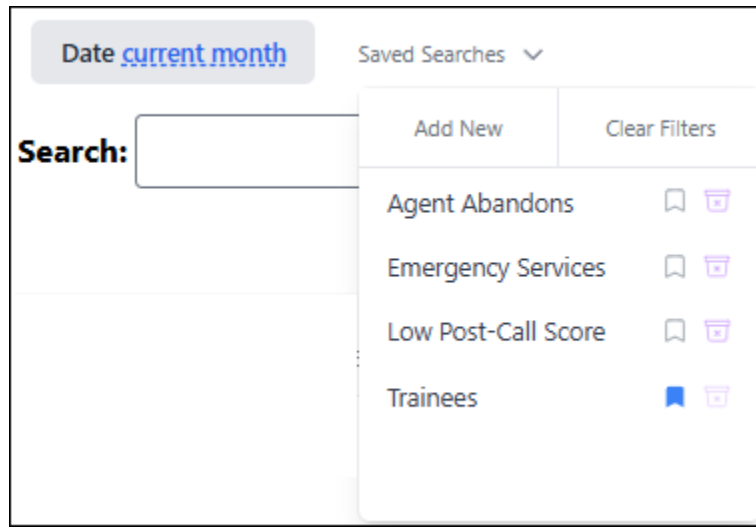 Date current month
Saved Searches
Add New
Clear Filters
Search:
Agent Abandons
Emergency Services
Low Post-Call Score
Trainees